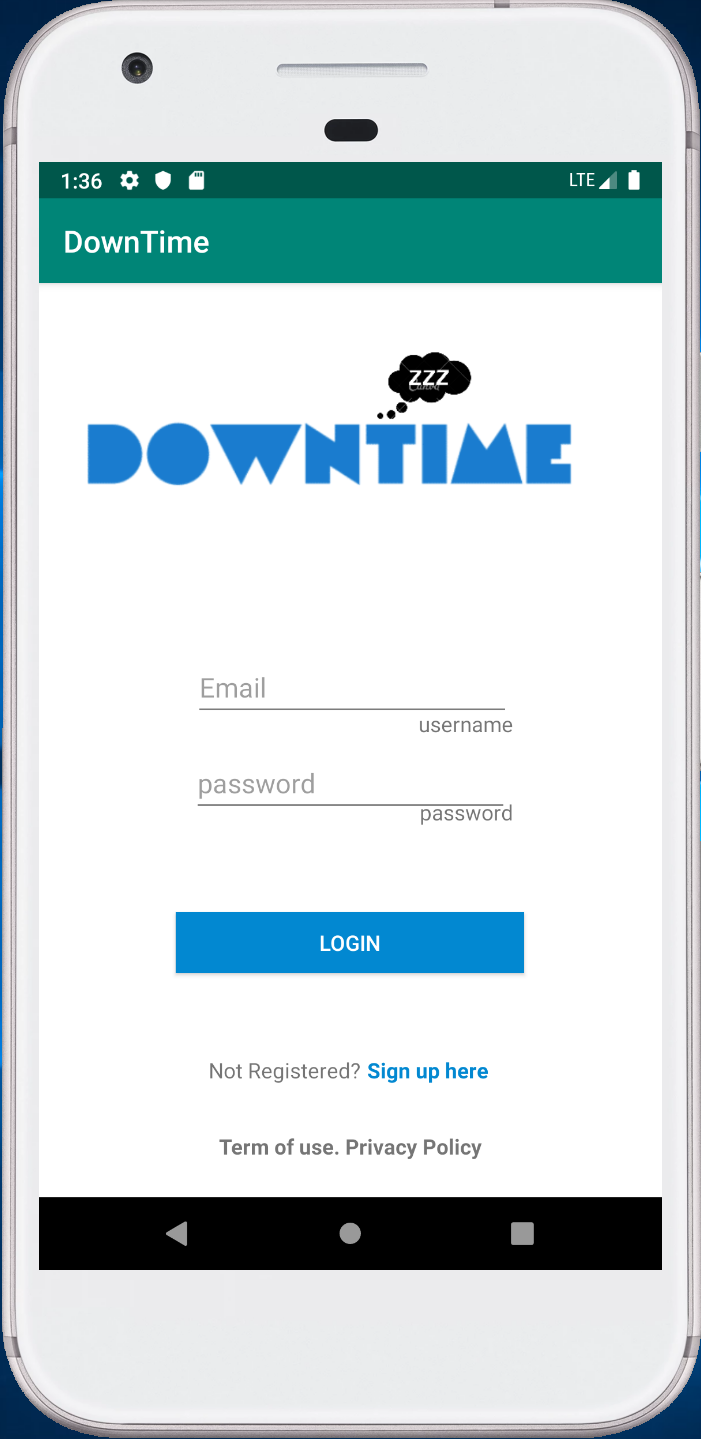 1:36 LTE
DownTime
ZZZ
Canva
DOWNTIME
Email
username
password
password
LOGIN
Not Registered? Sign up here
Term of use. Privacy Policy